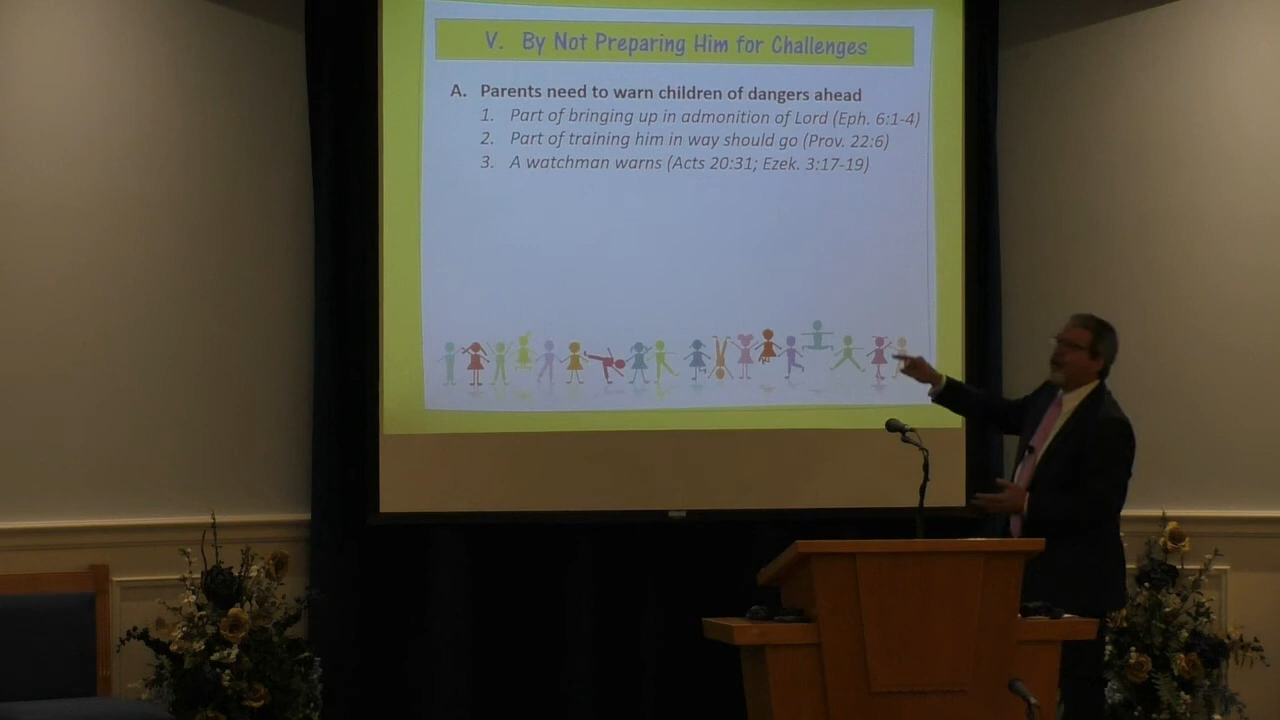 V. By Not Preparing Him for Challenges
A. Parents need to warn children of dangers ahead
1. Part of bringing up in admonition of Lord (Eph. 6:1-4)
2. Part of training him in way should go (Prov. 22:6)
3. A watchman warns (Acts 20:31; Ezek. 3:17-19)